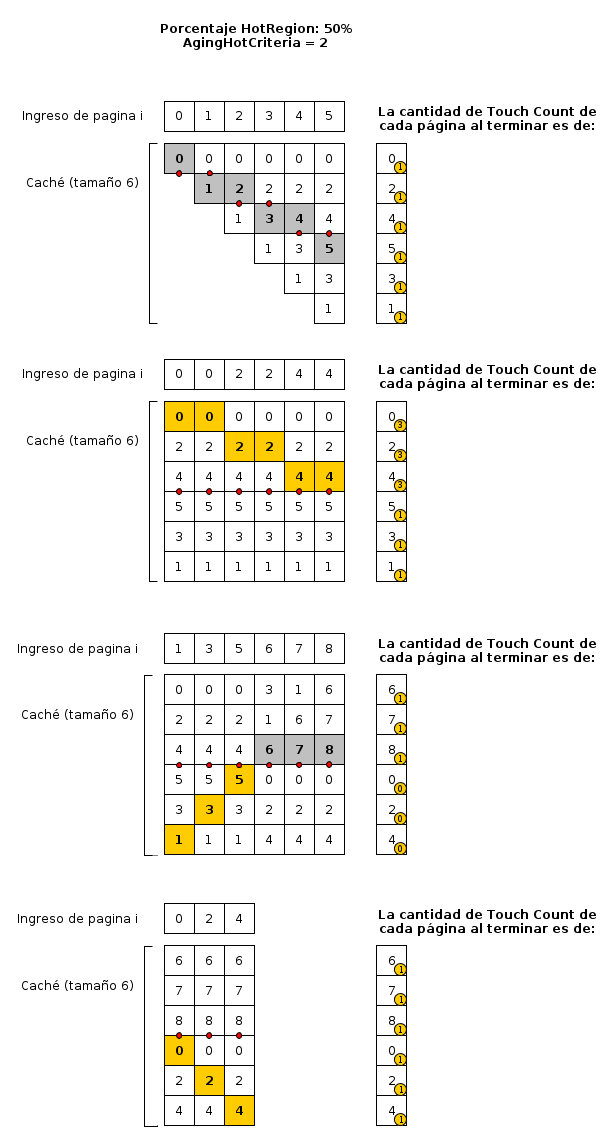 Porcentaje HotRegion: 50%
AgingHotCriteria = 2
Ingreso de pagina i 0 1 2 3 4 5
La cantidad de Touch Count de
cada página al terminar es de:
Caché (tamaño 6)
0 0 0 0 0 0 0 1
1 2 2 2 2 2 1
1 3 4 4 4 1
1 3 5 5 1
1 3 3 1
1 1 1
Ingreso de pagina i 0 0 2 2 4 4
La cantidad de Touch Count de
cada página al terminar es de:
Caché (tamaño 6)
0 0 0 0 0 0 0 3
2 2 2 2 2 2 2 3
4 4 4 4 4 4 4 3
5 5 5 5 5 5 5 1
3 3 3 3 3 3 3 1
1 1 1 1 1 1 1 1
Ingreso de pagina i 1 3 5 6 7 8
La cantidad de Touch Count de
cada página al terminar es de:
Caché (tamaño 6)
0 0 0 3 1 6 6 1
2 2 2 1 6 7 7 1
4 4 4 6 7 8 8 1
5 5 5 0 0 0 0 0
3 3 3 2 2 2 2 0
1 1 1 4 4 4 4 0
Ingreso de pagina i 0 2 4
La cantidad de Touch Count de
cada página al terminar es de:
Caché (tamaño 6)
6 6 6 6 1
7 7 7 7 1
8 8 8 8 1
0 0 0 0 1
2 2 2 2 1
4 4 4 4 1